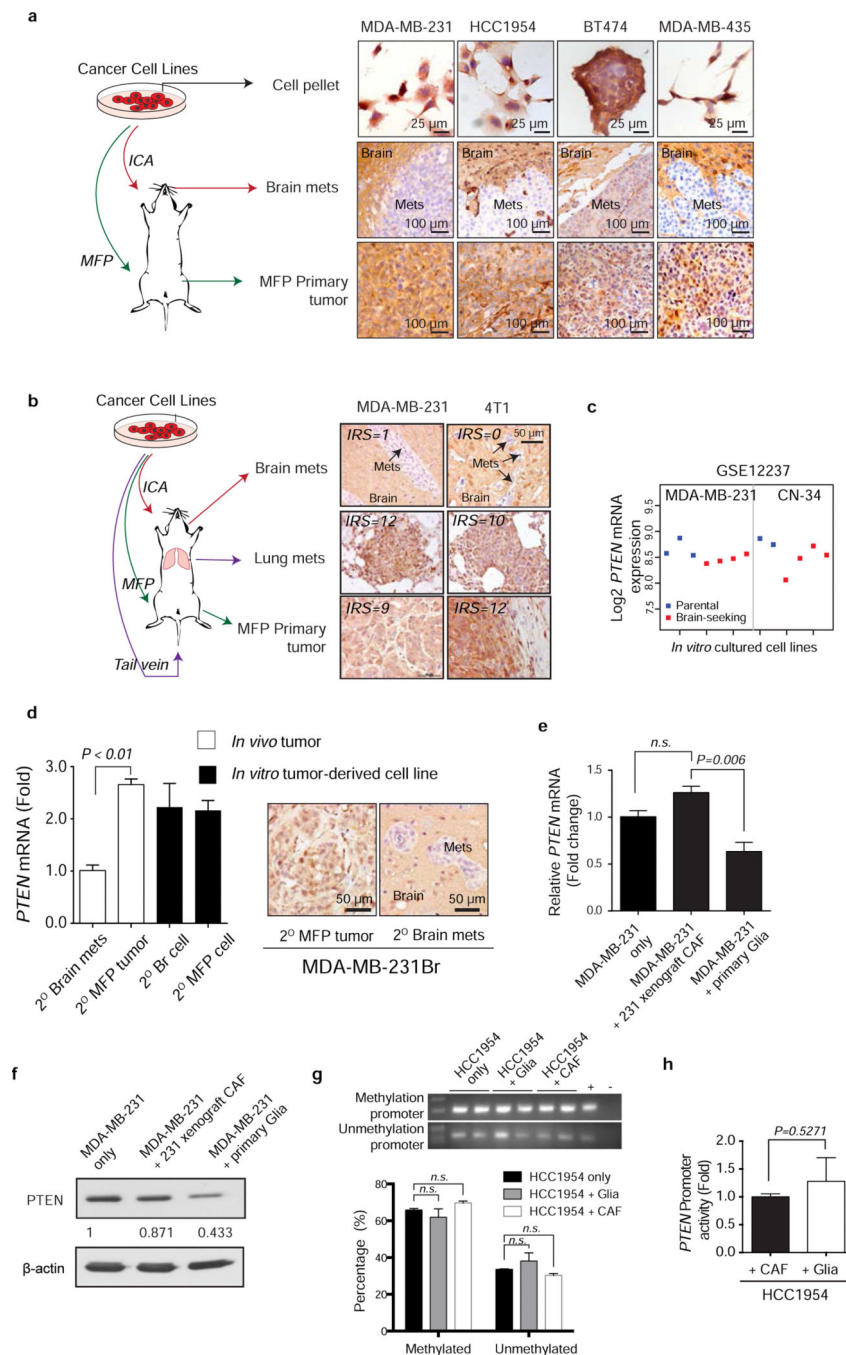 a
MDA-MB-231 HCC1954 BT474 MDA-MB-435
Cancer Cell Lines
Cell pellet
25 µm 25 µm 25 µm 25 µm
ICA
Brain mets
Brain Brain Brain Brain
Mets Mets Mets Mets
100 µm 100 µm 100 µm 100 µm
MFP
MFP Primary
tumor
100 µm 100 µm 100 µm 100 µm
b
Cancer Cell Lines
MDA-MB-231 4T1
IRS=1 IRS=0 50 µm
Mets Mets
Brain Brain
Brain mets
ICA
IRS=12 IRS=10
Lung mets
MFP
IRS=9 IRS=12
MFP Primary
tumor
Tail vein
c
GSE12237
MDA-MB-231 CN-34
Log2 PTEN mRNA
expression
9.5
9.0
8.5
8.0
7.5
Parental
Brain-seeking
In vitro cultured cell lines
d
In vivo tumor
In vitro tumor-derived cell line
P < 0.01
PTEN mRNA (Fold)
3.0
2.0
1.0
0.0
2º Brain mets
2º MFP tumor
2º Br cell
2º MFP cell
Mets
Brain
50 µm 50 µm
2º MFP tumor 2º Brain mets
MDA-MB-231Br
e
n.s.
P=0.006
Relative PTEN mRNA
(Fold change)
1.5
1.0
0.5
0.0
MDA-MB-231
only
MDA-MB-231
+ 231 xenograft CAF
MDA-MB-231
+ primary Glia
f
MDA-MB-231
only
MDA-MB-231
+ 231 xenograft CAF
MDA-MB-231
+ primary Glia
PTEN
1 0.871 0.433
β-actin
g
HCC1954
only
HCC1954
+ Glia
HCC1954
+ CAF
+ -
Methylation
promoter
Unmethylation
promoter
HCC1954 only
HCC1954 + Glia
HCC1954 + CAF
n.s.
n.s.
n.s.
n.s.
Percentage (%)
80
60
40
20
0
Methylated Unmethylated
h
P=0.5271
PTEN Promoter
activity (Fold)
2.0
1.5
1.0
0.5
0.0
+ CAF + Glia
HCC1954